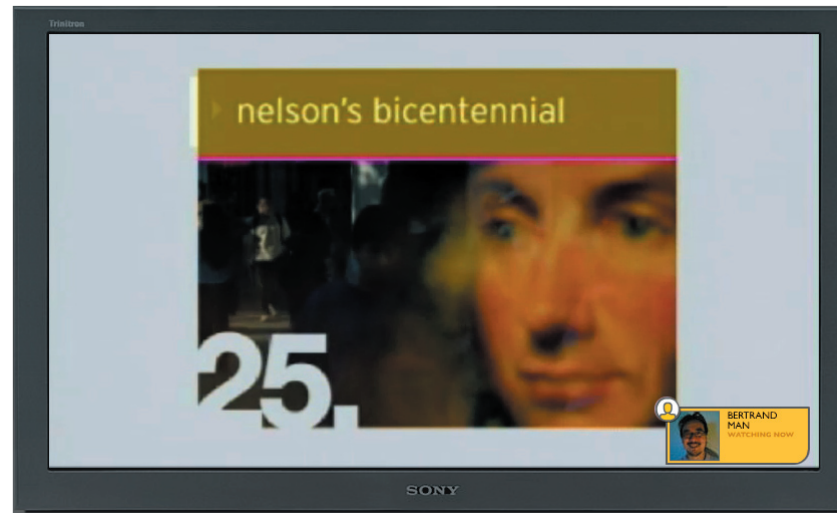 Trinitron
nelson's bicentennial
25.
BERTRAND
MAN
WATCHING NOW
SONY